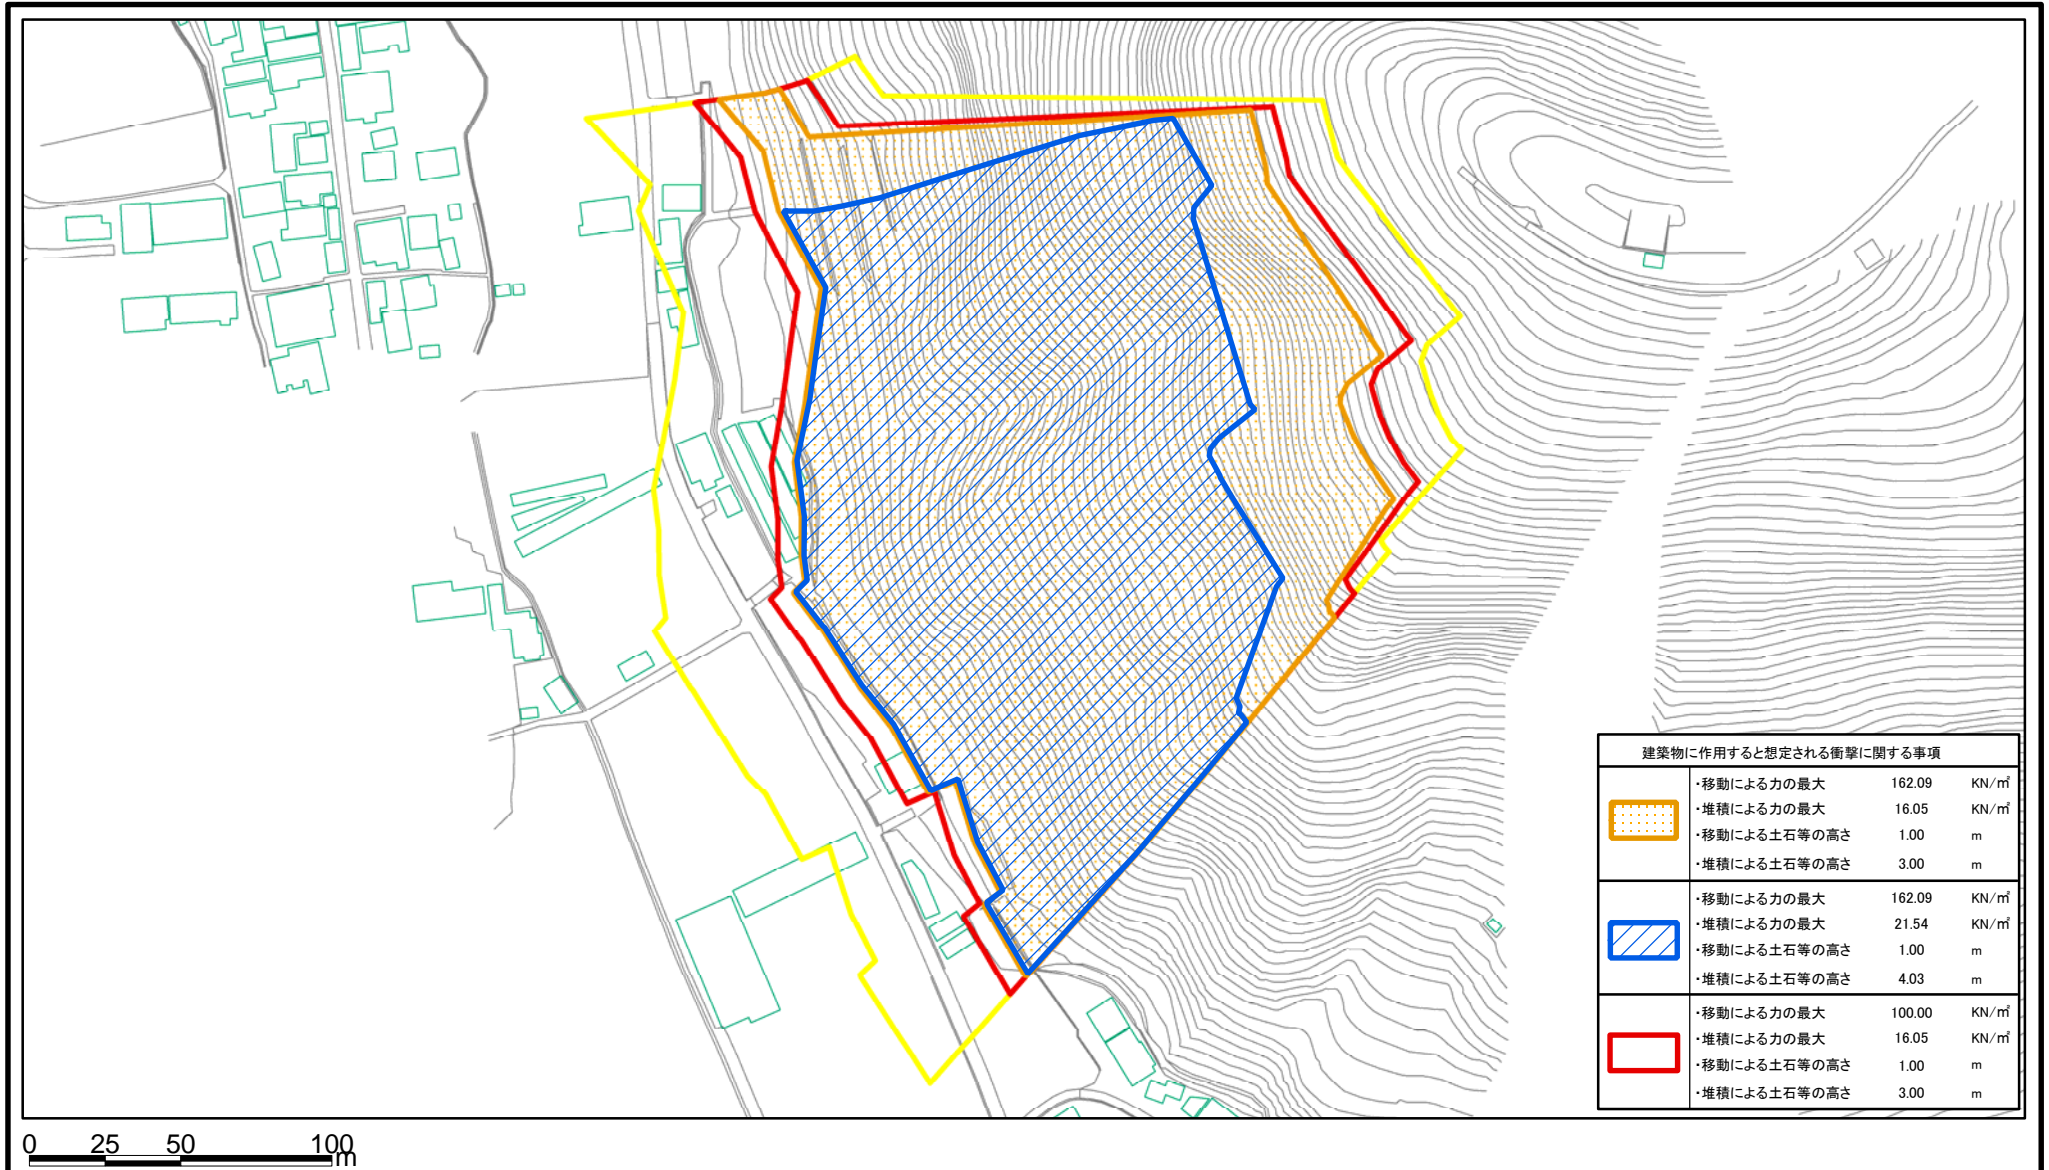 建築物に作用すると想定される衝撃に関する事項
・移動による力の最大 162.09 KN/㎡
・堆積による力の最大 16.05 KN/㎡
・移動による土石等の高さ 1.00 m
・堆積による土石等の高さ 3.00 m
・移動による力の最大 162.09 KN/㎡
・堆積による力の最大 21.54 KN/㎡
・移動による土石等の高さ 1.00 m
・堆積による土石等の高さ 4.03 m
・移動による力の最大 100.00 KN/㎡
・堆積による力の最大 16.05 KN/㎡
・移動による土石等の高さ 1.00 m
・堆積による土石等の高さ 3.00 m
0 25 50 100
m